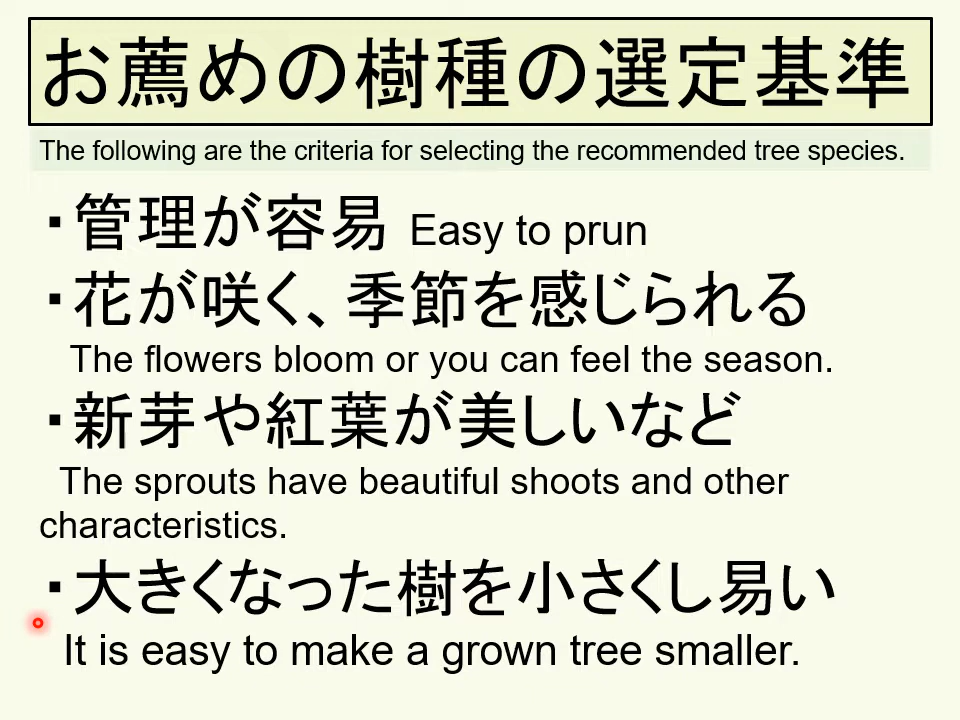 お薦めの樹種の選定基準
The following are the criteria for selecting the recommended tree species.
・管理が容易 Easy to prun
・花が咲く、季節を感じられる
The flowers bloom or you can feel the season.
・新芽や紅葉が美しいなど
The sprouts have beautiful shoots and other
characteristics.
・大きくなった樹を小さくし易い
It is easy to make a grown tree smaller.